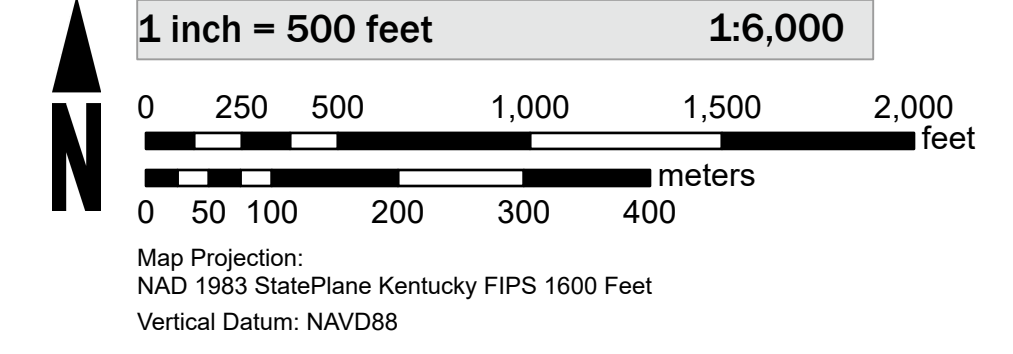 1 inch = 500 feet 1:6,000
0 250 500 1,000 1,500 2,000
feet
meters
0 50 100 200 300 400
N
Map Projection:
NAD 1983 StatePlane Kentucky FIPS 1600 Feet
Vertical Datum: NAVD88